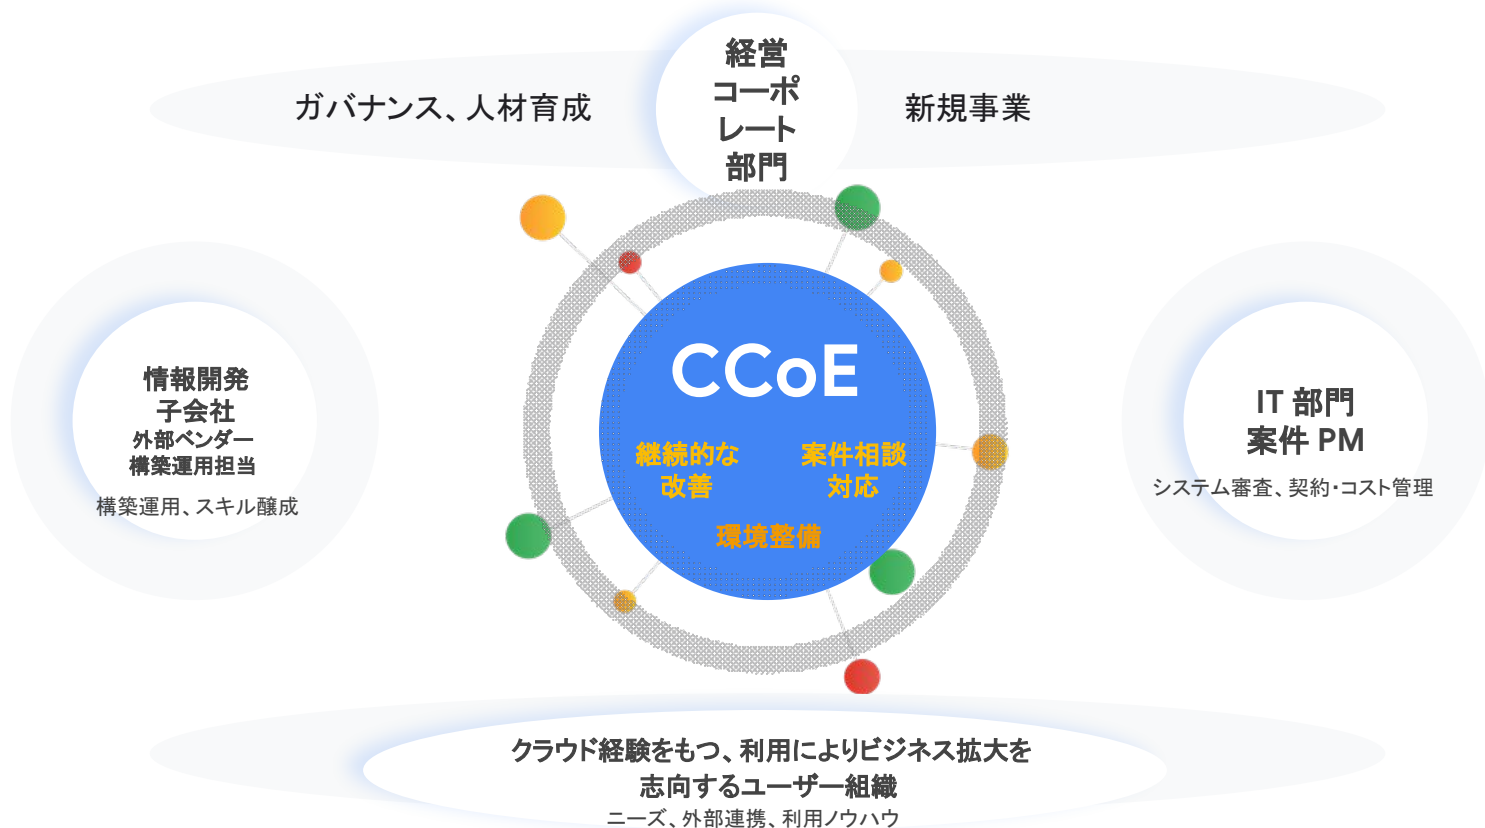 経営
コーポ
レート
部門
ガバナンス、人材育成
新規事業
情報開発
子会社
外部ベンダー
構築運用担当
構築運用、スキル醸成
CCoE
継続的な
改善
案件相談
対応
環境整備
IT 部門
案件 PM
システム審査、契約・コスト管理
クラウド経験をもつ、利用によりビジネス拡大を
志向するユーザー組織
ニーズ、外部連携、利用ノウハウ